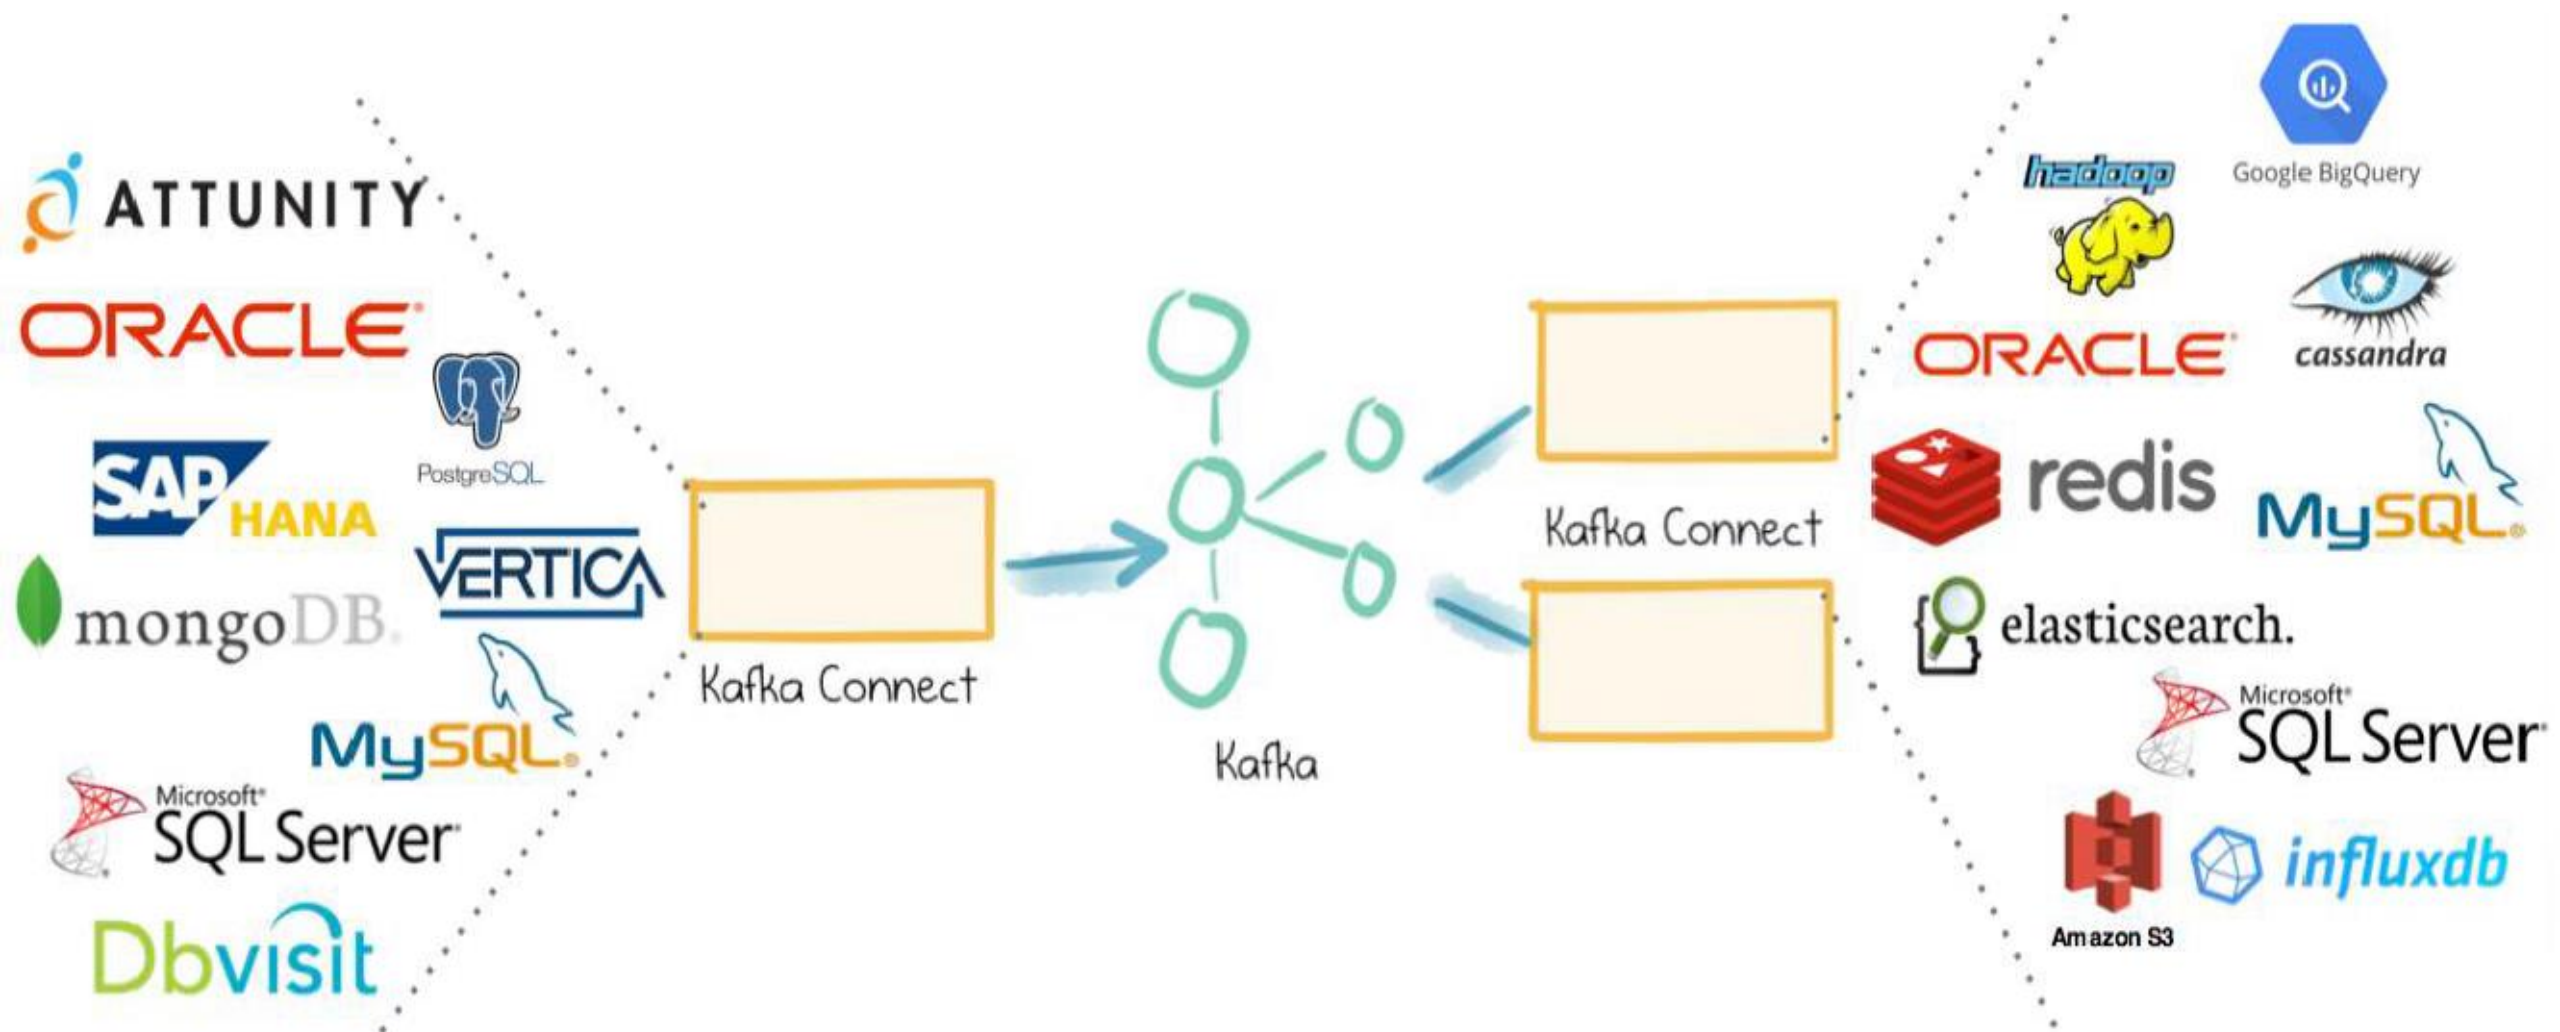 ATTUNITY
ORACLE®
PostgreSQL
SAP HANA
VERTICA
mongoDB®
MySQL®
Microsoft®
SQL Server®
Dbvisit
Kafka Connect
Kafka
Kafka Connect
Google BigQuery
hadoop
cassandra
ORACLE®
redis
MySQL®
elasticsearch.
Microsoft®
SQL Server®
Amazon S3
influxdb